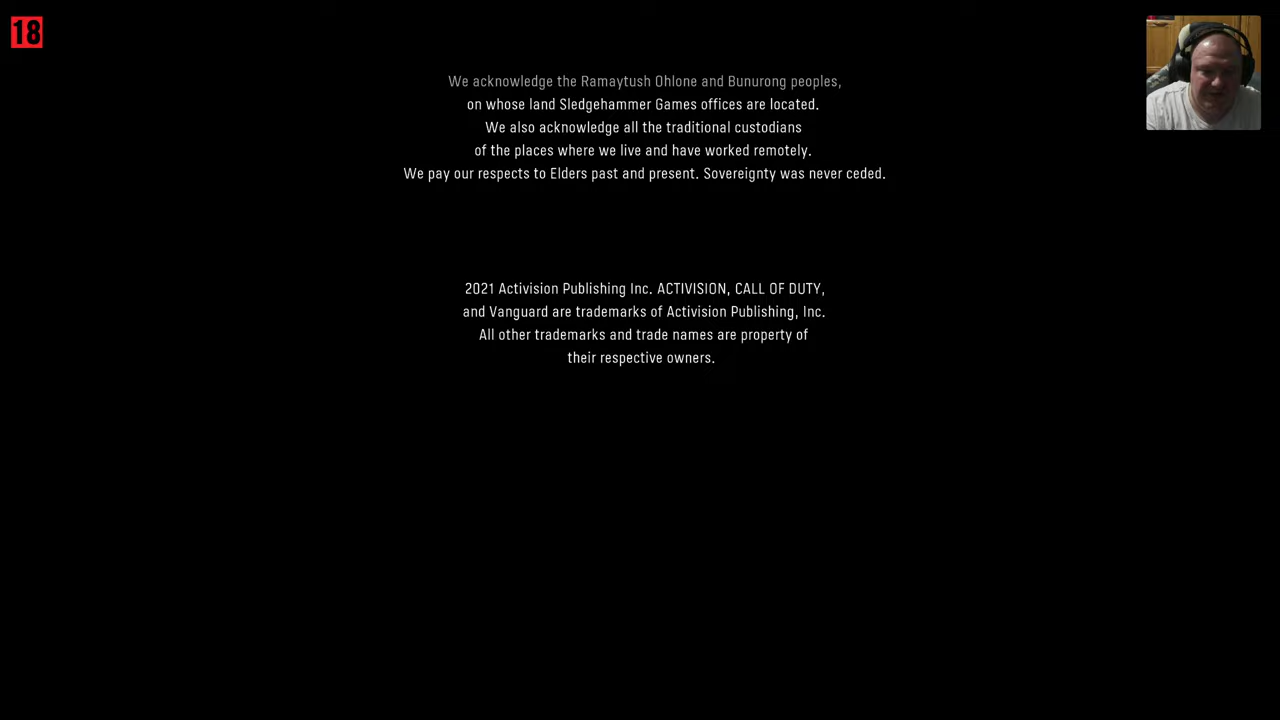 18
We acknowledge the Ramaytush Ohlone and Bunurong peoples,
on whose land Sledgehammer Games offices are located.
We also acknowledge all the traditional custodians
of the places where we live and have worked remotely.
We pay our respects to Elders past and present. Sovereignty was never ceded.
2021 Activision Publishing Inc. ACTIVISION, CALL OF DUTY,
and Vanguard are trademarks of Activision Publishing, Inc.
All other trademarks and trade names are property of
their respective owners.